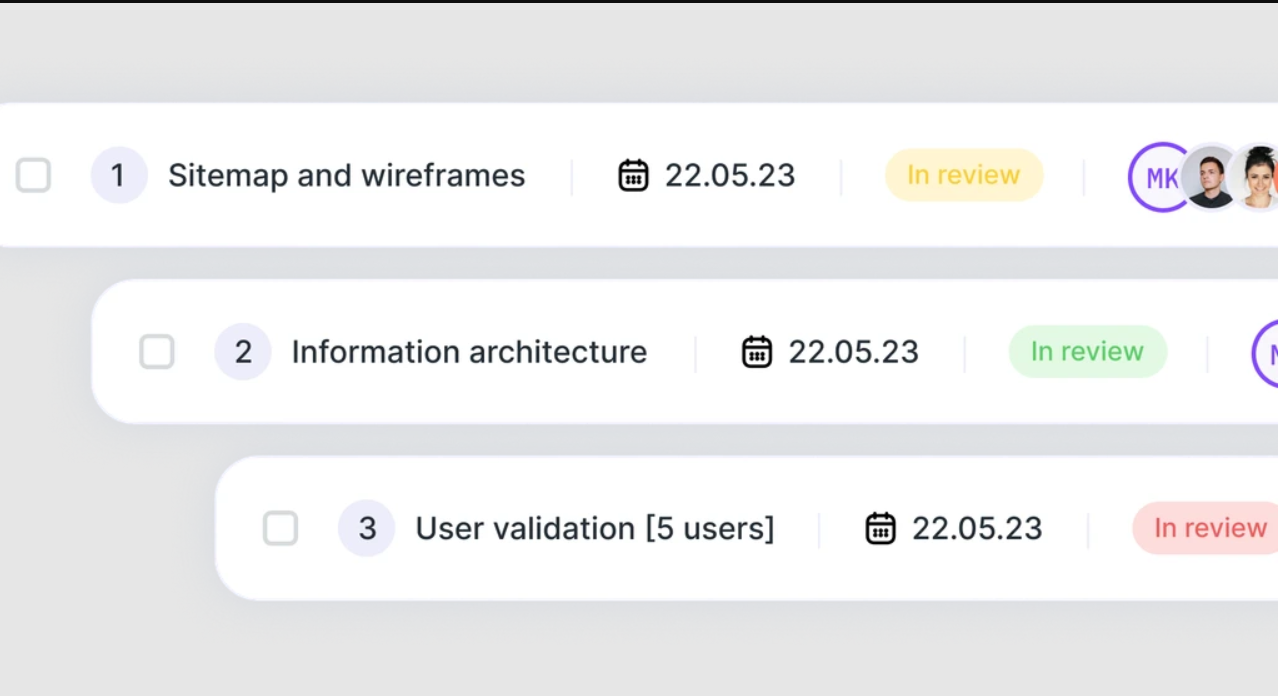 1 Sitemap and wireframes 22.05.23 In review MK
2 Information architecture 22.05.23 In review
3 User validation [5 users] 22.05.23 In review